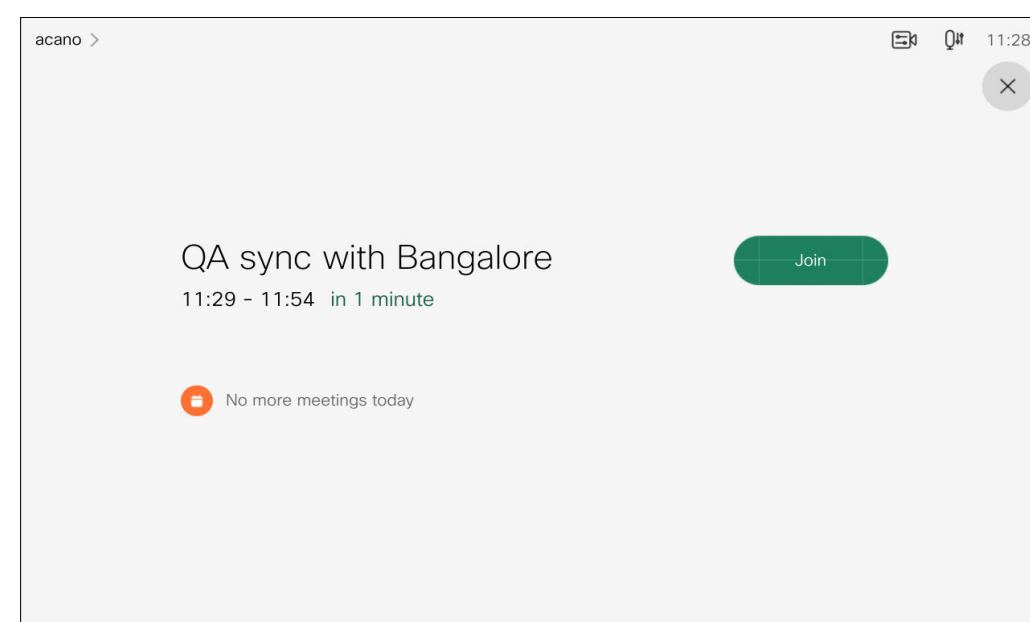 acano
11:28
QA sync with Bangalore
Join
11:29 - 11:54 in 1 minute
No more meetings today